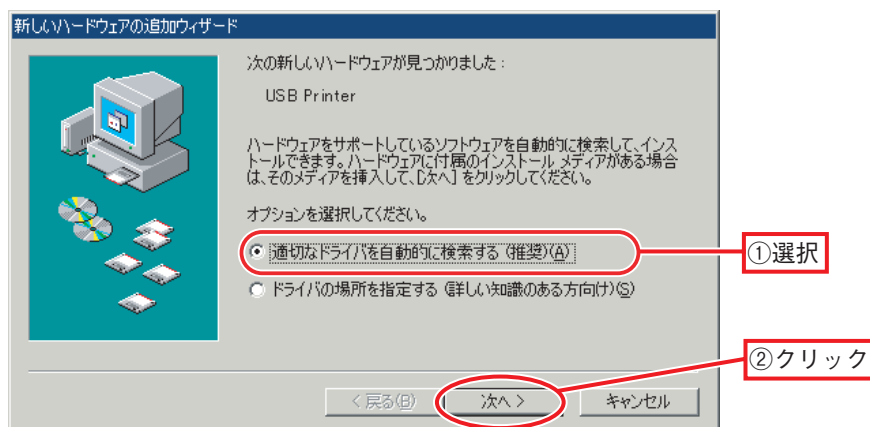 新しいハードウェアの追加ウィザード
次の新しいハードウェアが見つかりました:
USB Printer
ハードウェアをサポートしているソフトウェアを自動的に検索して、インス
トールできます。ハードウェアに付属のインストール メディアがある場合
は、そのメディアを挿入して、[次へ] をクリックしてください。
オプションを選択してください。
適切なドライバを自動的に検索する (推奨)(A)
①選択
ドライバの場所を指定する (詳しい知識のある方向け)(S)
②クリック
< 戻る(B)
次へ >
キャンセル